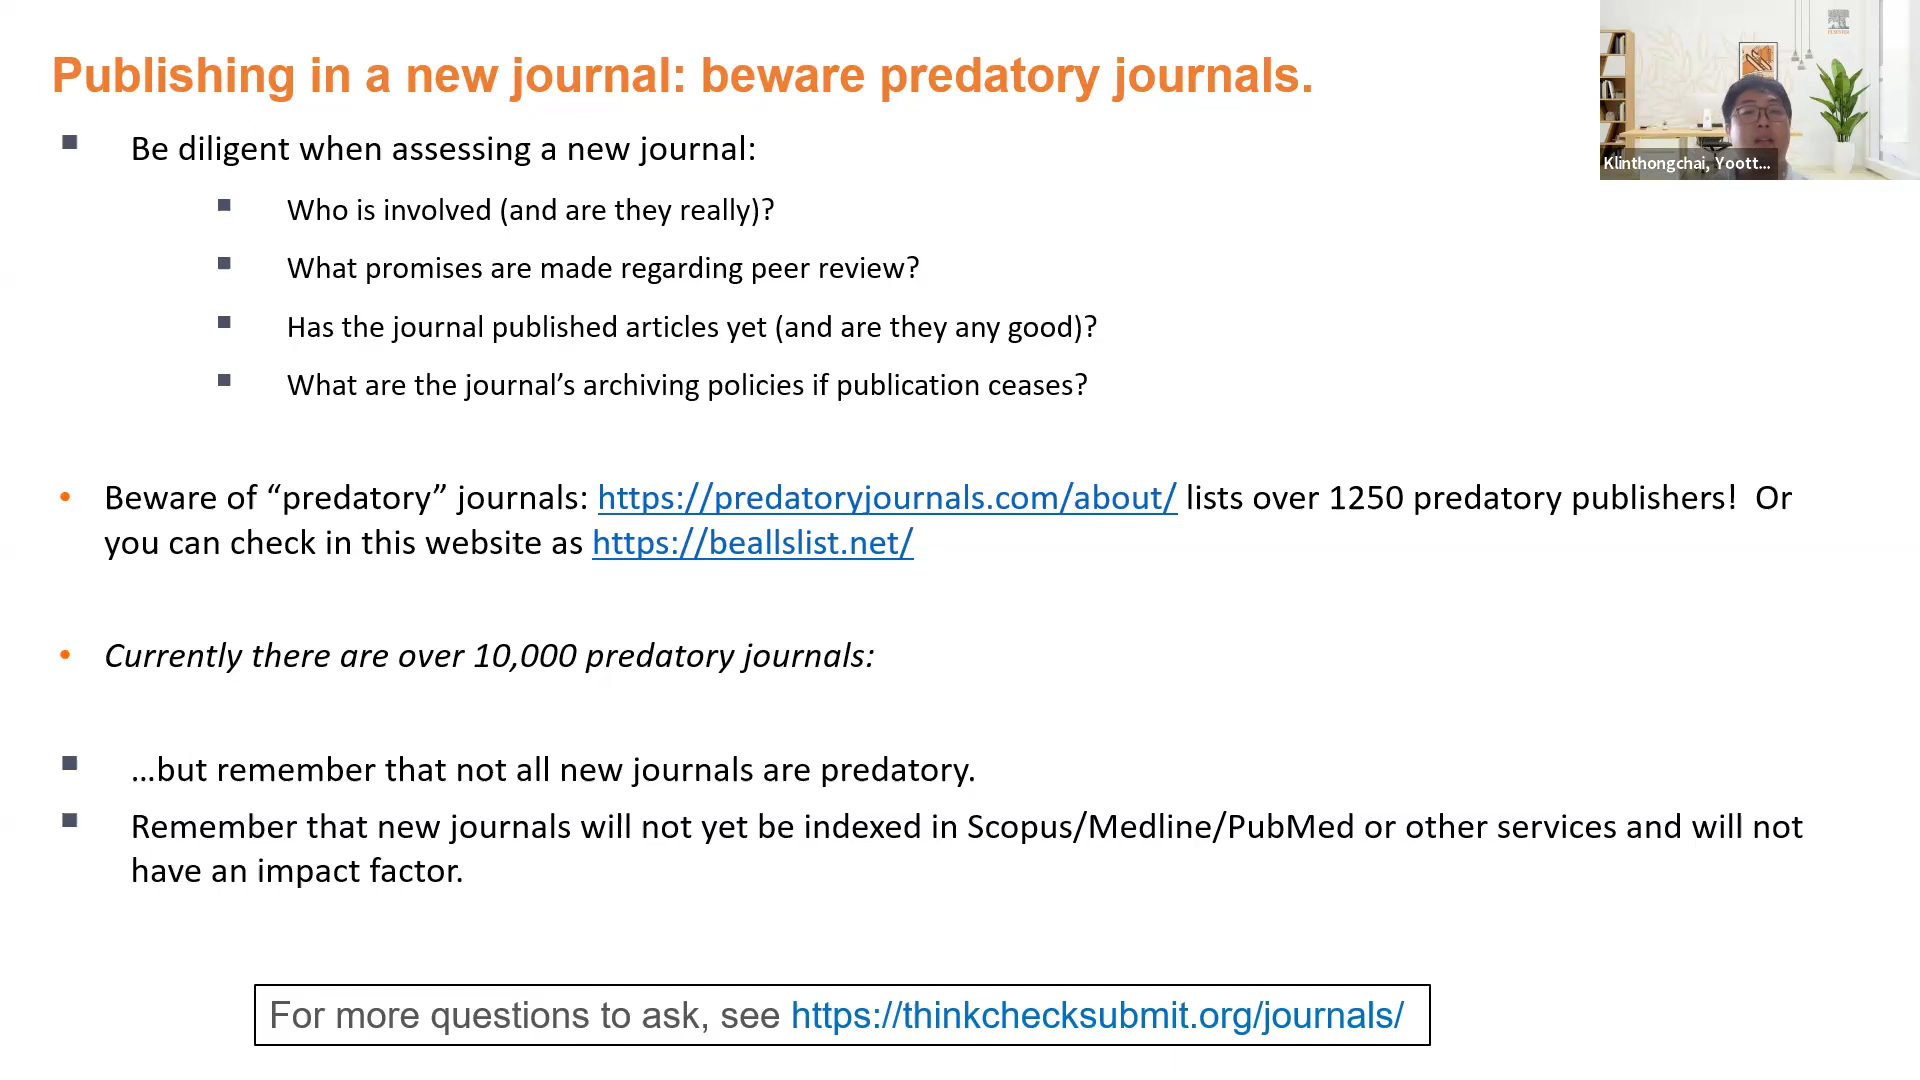 Publishing in a new journal: beware predatory journals.
Be diligent when assessing a new journal:
Who is involved (and are they really)?
What promises are made regarding peer review?
Has the journal published articles yet (and are they any good)?
What are the journal’s archiving policies if publication ceases?
Beware of “predatory” journals: https://predatoryjournals.com/about/ lists over 1250 predatory publishers!  Or
you can check in this website as https://beallslist.net/
Currently there are over 10,000 predatory journals:
…but remember that not all new journals are predatory.
Remember that new journals will not yet be indexed in Scopus/Medline/PubMed or other services and will not
have an impact factor.
For more questions to ask, see https://thinkchecksubmit.org/journals/
ELSEVIER
Klinthongchai, Yoott...